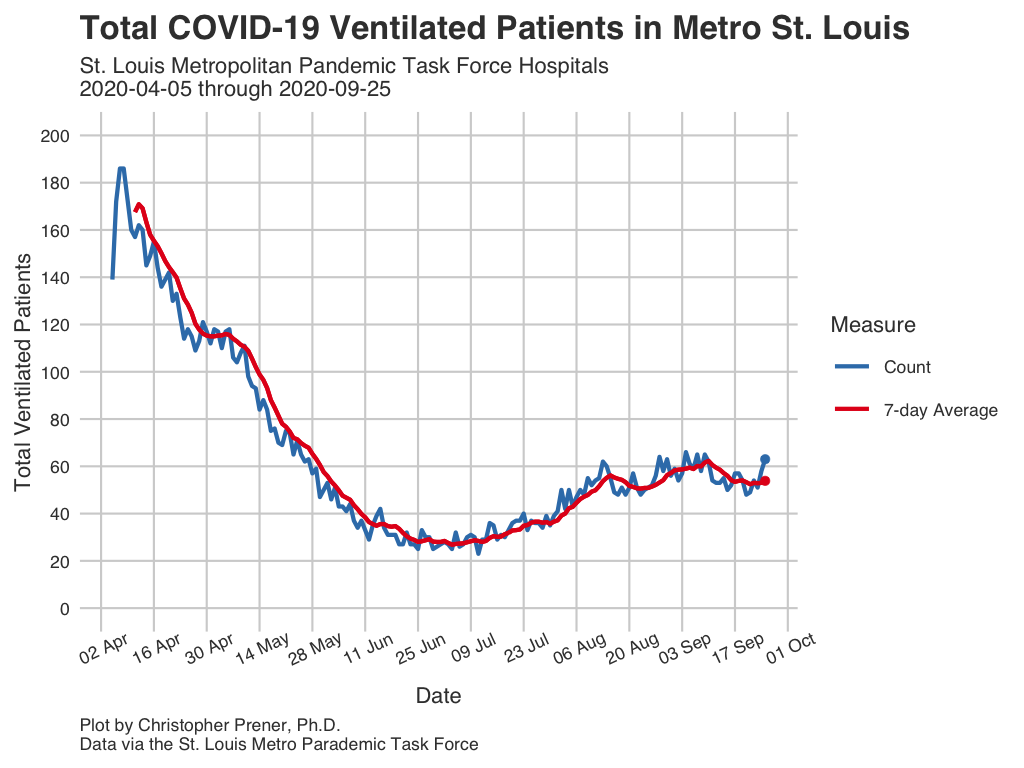 Total COVID-19 Ventilated Patients in Metro St. Louis
St. Louis Metropolitan Pandemic Task Force Hospitals
2020-04-05 through 2020-09-25
Total Ventilated Patients
200
180
160
140
120
100
80
60
40
20
0
02 Apr
16 Apr
30 Apr
14 May
28 May
11 Jun
25 Jun
09 Jul
23 Jul
06 Aug
20 Aug
03 Sep
17 Sep
01 Oct
Date
Measure
Count
7-day Average
Plot by Christopher Prener, Ph.D.
Data via the St. Louis Metro Parademic Task Force